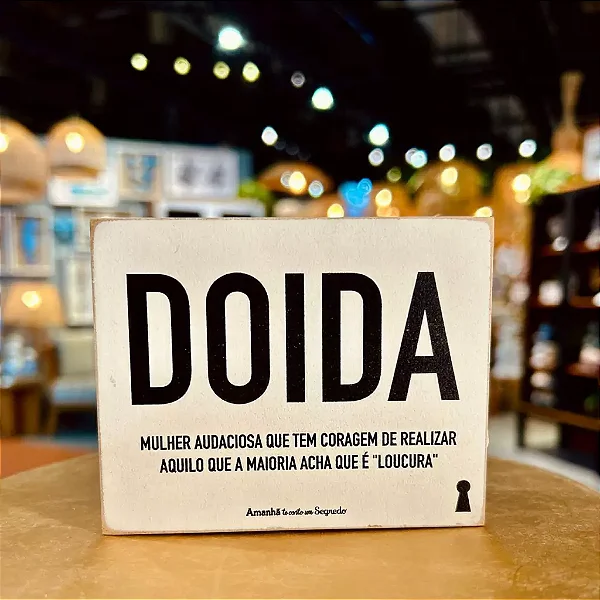 DOIDA
MULHER AUDACIOSA QUE TEM CORAGEM DE REALIZAR
AQUILO QUE A MAIORIA ACHA QUE É "LOUCURA"
Amanhã te conto um Segredo